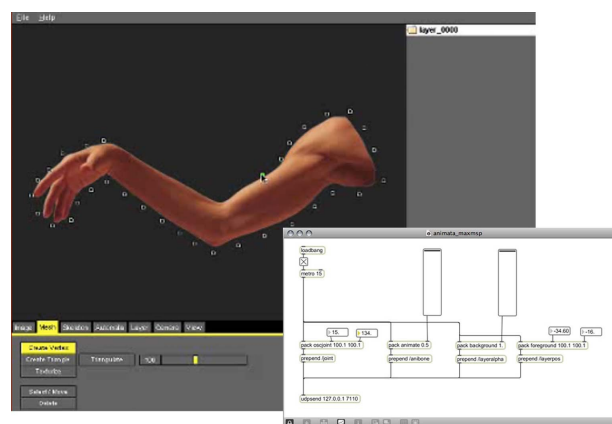 File Help
layer_0000
Image Mesh Skeleton Animate Layer Camera View
Create Vertex
Create Triangle Triangulate
Texturize
Select / Move
Delete
animata_maxmsp
loadbang
metro 15
15. 134. -34.60 -16.
pack oscjoint 100.1 100.1 pack animate 0.5 pack background 1. pack foreground 100.1 100.1
prepend /joint prepend /anibone prepend /layeralpha prepend /layerpos
udpsend 127.0.0.1 7110